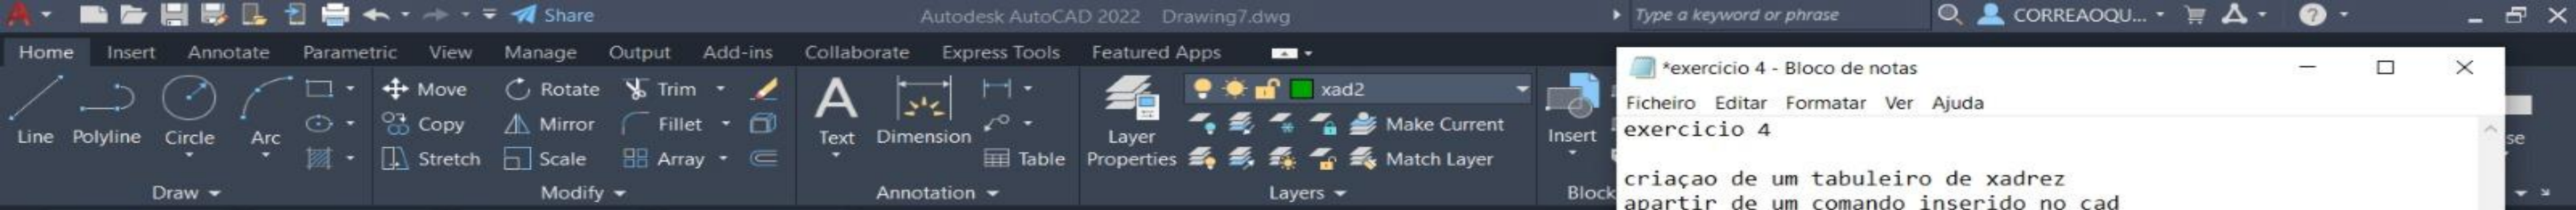 Share
Autodesk AutoCAD 2022 Drawing7.dwg
Type a keyword or phrase
CORREAOQU...
Home Insert Annotate Parametric View Manage Output Add-ins Collaborate Express Tools Featured Apps
*exercicio 4 - Bloco de notas
Ficheiro Editar Formatar Ver Ajuda
Line Polyline Circle Arc
Move Rotate Trim
Copy Mirror Fillet
Stretch Scale Array
Text Dimension
Table
Layer
Properties
xad2
Make Current
Match Layer
Insert
Draw Modify Annotation Layers Block
exercicio 4
criaçao de um tabuleiro de xadrez
apartir de um comando inserido no cad
se